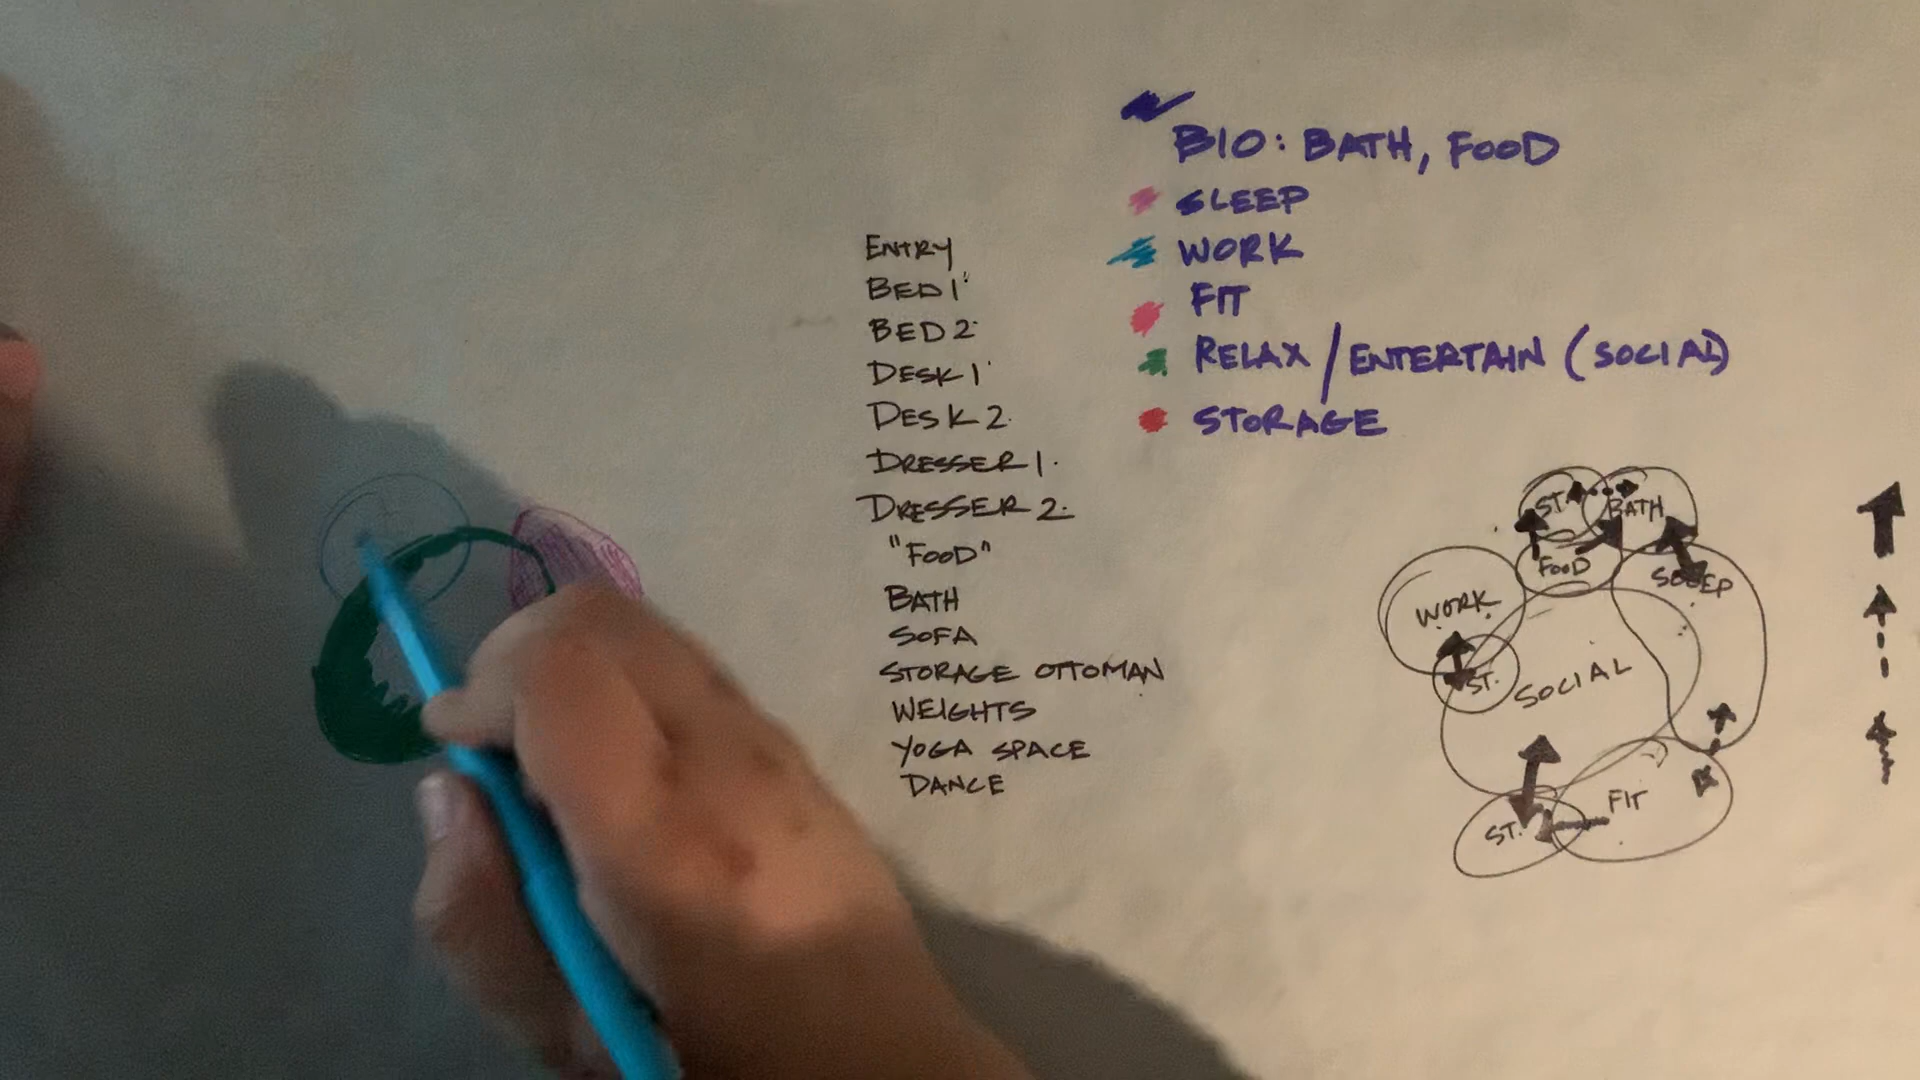 BIO: BATH, FOOD
SLEEP
WORK
FIT
RELAX / ENTERTAIN (SOCIAL)
STORAGE
ENTRY
BED 1
BED 2
DESK 1
DESK 2
DRESSER 1
DRESSER 2
"FOOD"
BATH
SOFA
STORAGE OTTOMAN
WEIGHTS
YOGA SPACE
DANCE
ST.
BATH
FOOD
WORK
ST.
SOCIAL
FIT
ST.